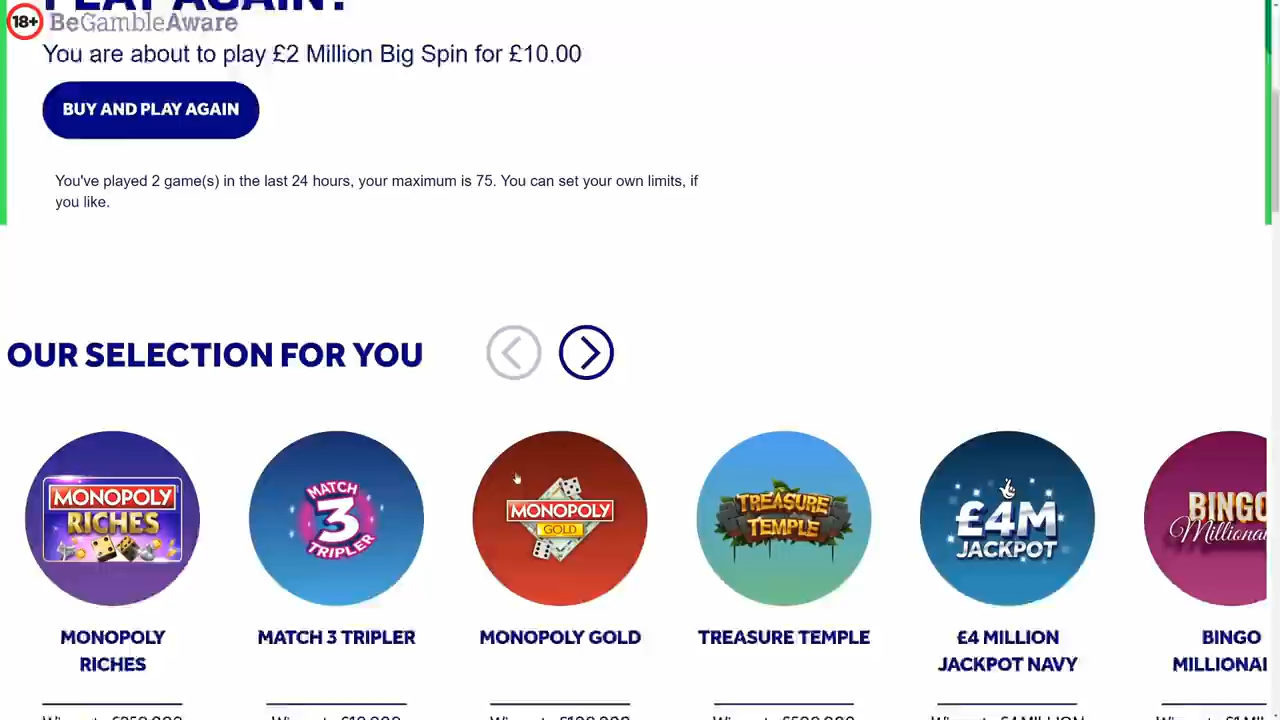 PLAY AGAIN?
18+ BeGambleAware
You are about to play £2 Million Big Spin for £10.00
BUY AND PLAY AGAIN
You've played 2 game(s) in the last 24 hours, your maximum is 75. You can set your own limits, if
you like.
OUR SELECTION FOR YOU
MONOPOLY
RICHES
MATCH
3
TRIPLER
MONOPOLY
GOLD
TREASURE
TEMPLE
£4M
JACKPOT
BINGO
MONOPOLY
RICHES
MATCH 3 TRIPLER
MONOPOLY GOLD
TREASURE TEMPLE
£4 MILLION
JACKPOT NAVY
BINGO